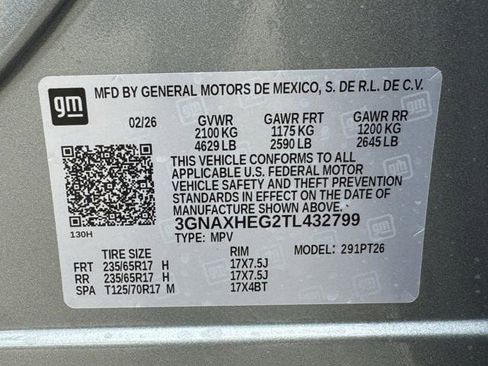 gm MFD BY GENERAL MOTORS DE MEXICO, S. DE R.L. DE C.V.
02/26 GVWR GAWR FRT GAWR RR
2100 KG 1175 KG 1200 KG
4629 LB 2590 LB 2645 LB
THIS VEHICLE CONFORMS TO ALL
APPLICABLE U.S. FEDERAL MOTOR
VEHICLE SAFETY AND THEFT PREVENTION
STANDARDS IN EFFECT ON THE DATE OF
MANUFACTURE SHOWN ABOVE.
3GNAXHEG2TL432799
130H TYPE: MPV
TIRE SIZE RIM MODEL: 291PT26
FRT 235/65R17 H 17X7.5J
RR 235/65R17 H 17X7.5J
SPA T125/70R17 M 17X4BT